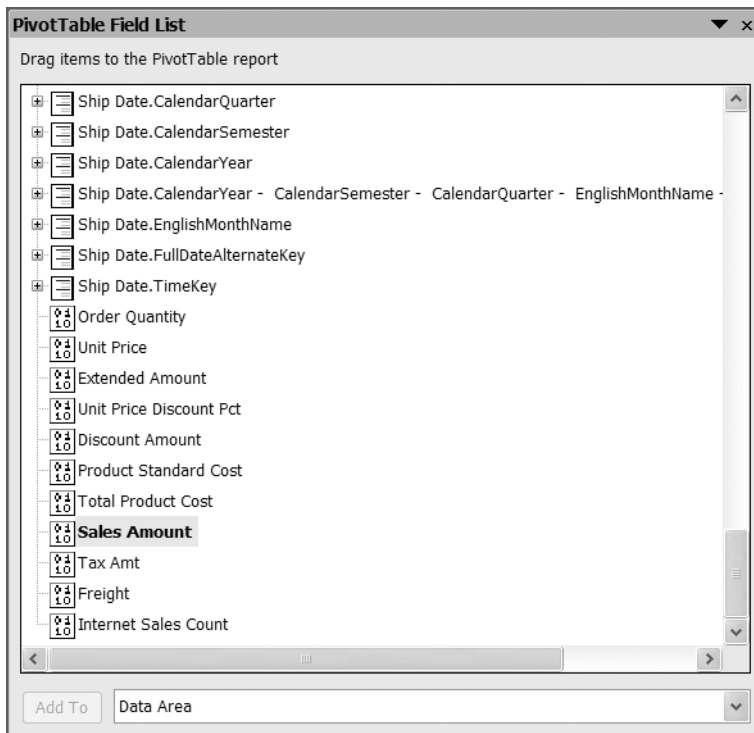 PivotTable Field List
Drag items to the PivotTable report
Ship Date.CalendarQuarter
Ship Date.CalendarSemester
Ship Date.CalendarYear
Ship Date.CalendarYear - CalendarSemester - CalendarQuarter - EnglishMonthName -
Ship Date.EnglishMonthName
Ship Date.FullDateAlternateKey
Ship Date.TimeKey
Order Quantity
Unit Price
Extended Amount
Unit Price Discount Pct
Discount Amount
Product Standard Cost
Total Product Cost
Sales Amount
Tax Amt
Freight
Internet Sales Count
Add To Data Area